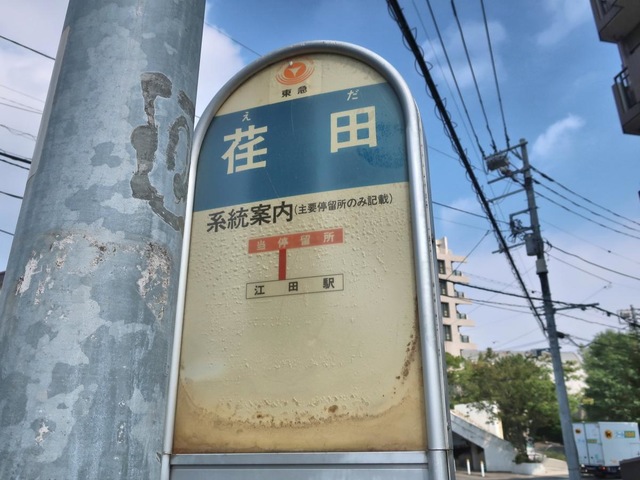 東急
え だ
荏田
系統案内(主要停留所のみ記載)
当停留所
江田駅